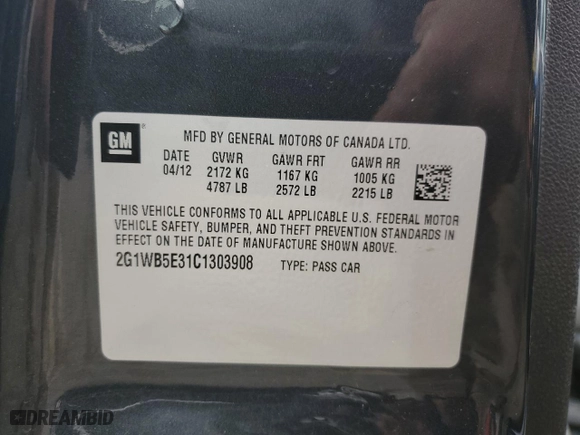 GM
MFD BY GENERAL MOTORS OF CANADA LTD.
DATE GVWR GAWR FRT GAWR RR
04/12 2172 KG 1167 KG 1005 KG
4787 LB 2572 LB 2215 LB
THIS VEHICLE CONFORMS TO ALL APPLICABLE U.S. FEDERAL MOTOR
VEHICLE SAFETY, BUMPER, AND THEFT PREVENTION STANDARDS IN
EFFECT ON THE DATE OF MANUFACTURE SHOWN ABOVE.
2G1WB5E31C1303908 TYPE: PASS CAR
DREAMBID